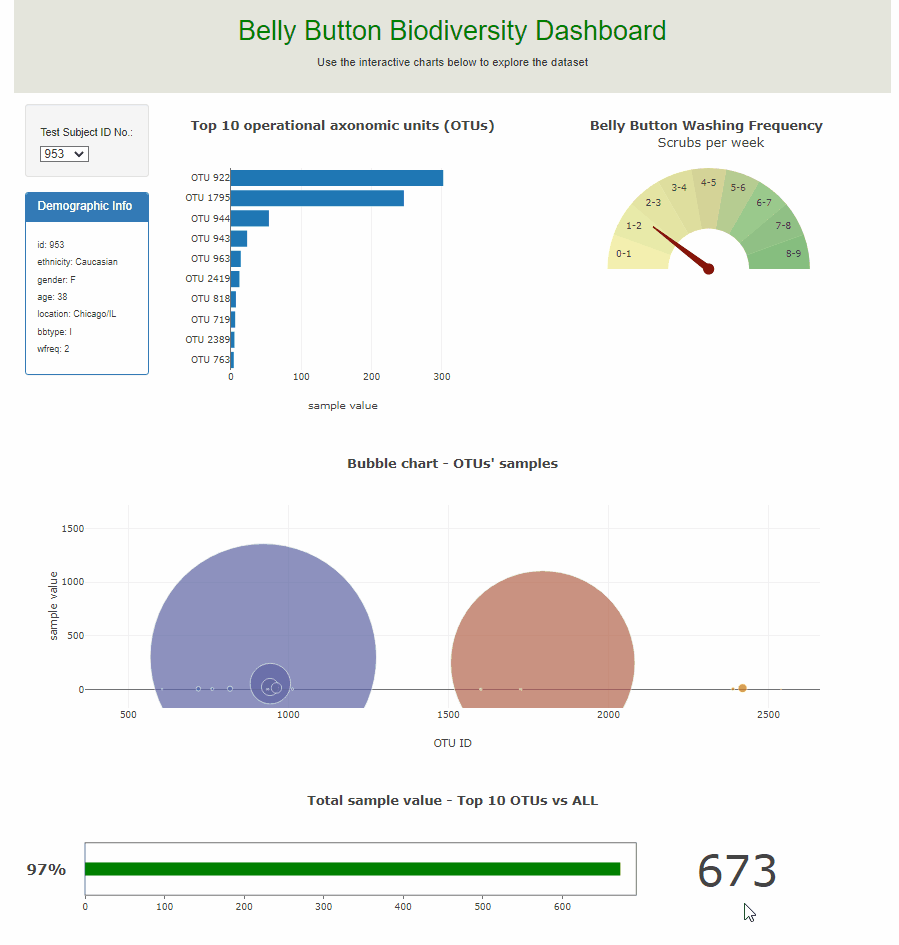 Belly Button Biodiversity Dashboard
Use the interactive charts below to explore the dataset
Test Subject ID No.:
953
Demographic Info
id: 953
ethnicity: Caucasian
gender: F
age: 38
location: Chicago/IL
bbtype: I
wfreq: 2
Top 10 operational axonomic units (OTUs)
OTU 922
OTU 1795
OTU 944
OTU 943
OTU 963
OTU 2419
OTU 818
OTU 719
OTU 2389
OTU 763
0 100 200 300
sample value
Belly Button Washing Frequency
Scrubs per week
0-1
1-2
2-3
3-4
4-5
5-6
6-7
7-8
8-9
Bubble chart - OTUs' samples
1500
1000
500
0
sample value
500 1000 1500 2000 2500
OTU ID
Total sample value - Top 10 OTUs vs ALL
97%
0 100 200 300 400 500 600
673